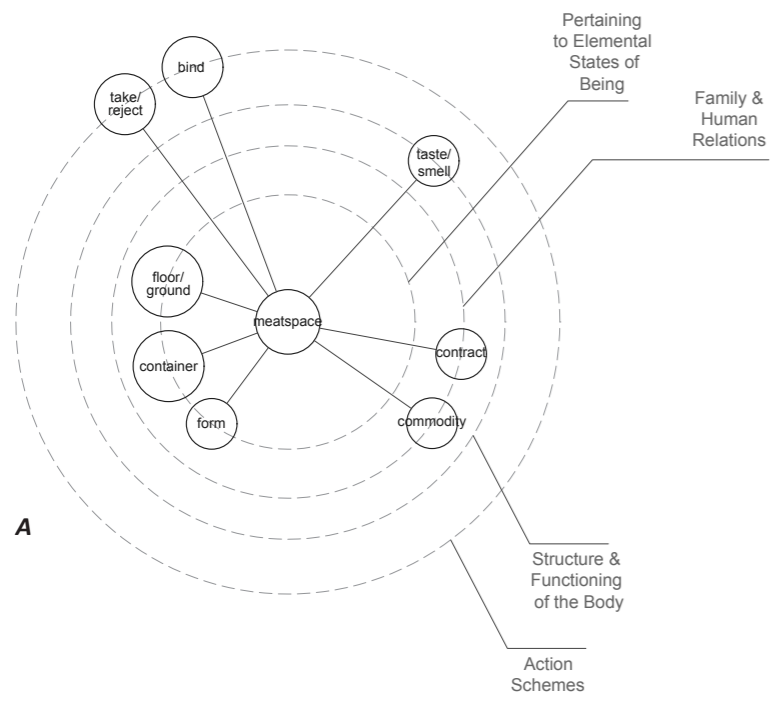 Pertaining
to Elemental
States of
Being
Family &
Human
Relations
bind
take/
reject
taste/
smell
floor/
ground
meatspace
container
contract
form
commodity
A
Structure &
Functioning
of the Body
Action
Schemes